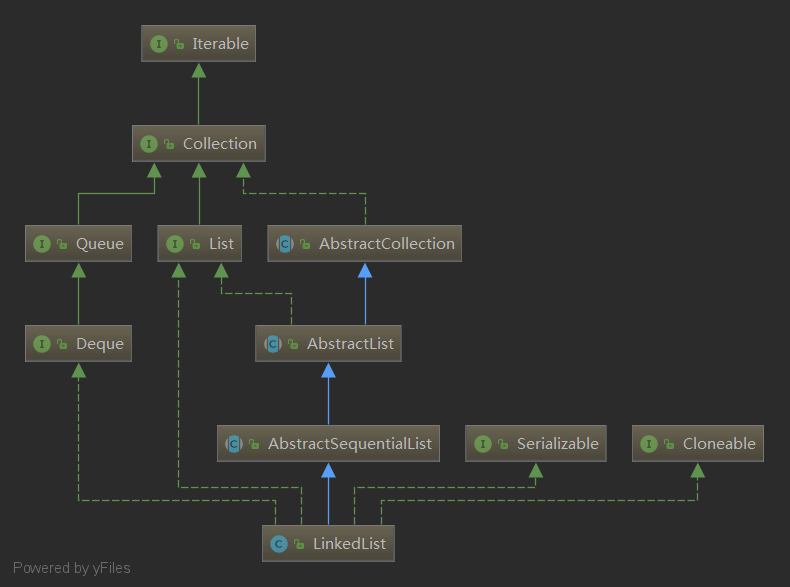 I Iterable
I Collection
I Queue
I List
C AbstractCollection
I Deque
C AbstractList
C AbstractSequentialList
I Serializable
I Cloneable
C LinkedList
Powered by yFiles